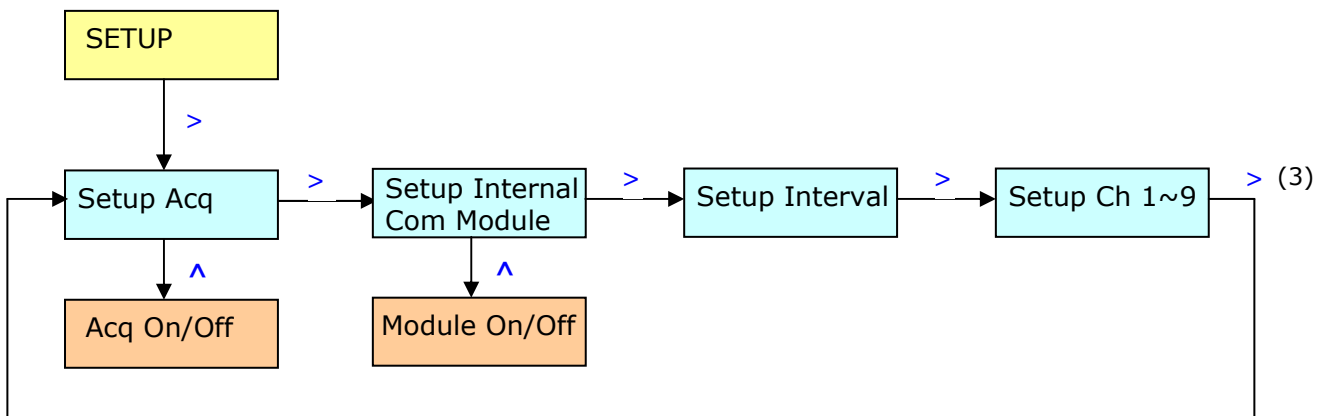 SETUP
>
Setup Acq
>
Setup Internal
Com Module
>
Setup Interval
>
Setup Ch 1~9
> (3)
^
^
Acq On/Off
Module On/Off